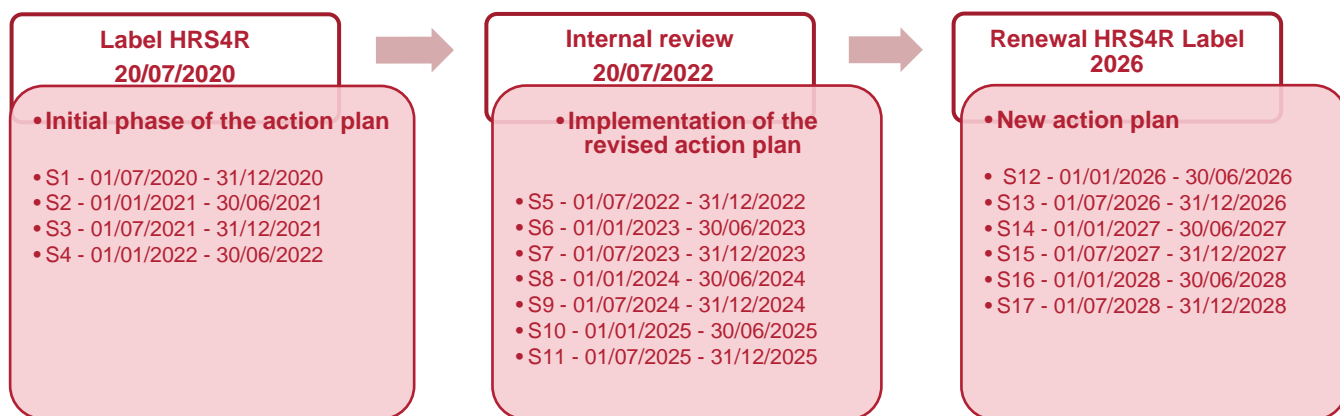 Label HRS4R
20/07/2020
• Initial phase of the action plan
• S1 - 01/07/2020 - 31/12/2020
• S2 - 01/01/2021 - 30/06/2021
• S3 - 01/07/2021 - 31/12/2021
• S4 - 01/01/2022 - 30/06/2022
Internal review
20/07/2022
• Implementation of the
revised action plan
• S5 - 01/07/2022 - 31/12/2022
• S6 - 01/01/2023 - 30/06/2023
• S7 - 01/07/2023 - 31/12/2023
• S8 - 01/01/2024 - 30/06/2024
• S9 - 01/07/2024 - 31/12/2024
• S10 - 01/01/2025 - 30/06/2025
• S11 - 01/07/2025 - 31/12/2025
Renewal HRS4R Label
2026
• New action plan
• S12 - 01/01/2026 - 30/06/2026
• S13 - 01/07/2026 - 31/12/2026
• S14 - 01/01/2027 - 30/06/2027
• S15 - 01/07/2027 - 31/12/2027
• S16 - 01/01/2028 - 30/06/2028
• S17 - 01/07/2028 - 31/12/2028